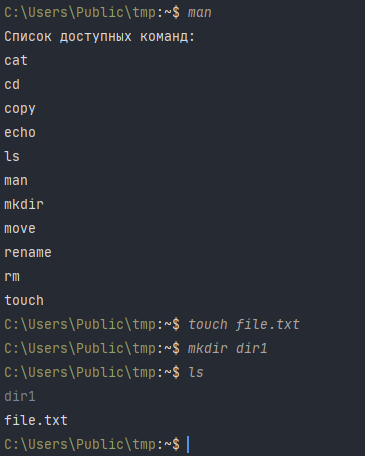 C:\Users\Public\tmp:~$ man
Список доступных команд:
cat
cd
copy
echo
ls
man
mkdir
move
rename
rm
touch
C:\Users\Public\tmp:~$ touch file.txt
C:\Users\Public\tmp:~$ mkdir dir1
C:\Users\Public\tmp:~$ ls
dir1
file.txt
C:\Users\Public\tmp:~$